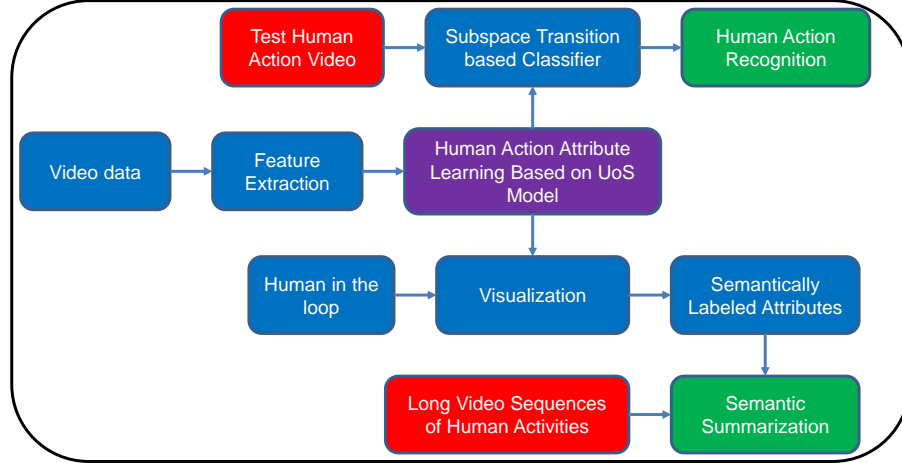 Test Human
Action Video
Subspace Transition
based Classifier
Human Action
Recognition
Video data
Feature
Extraction
Human Action Attribute
Learning Based on UoS
Model
Human in the
loop
Visualization
Semantically
Labeled Attributes
Long Video Sequences
of Human Activities
Semantic
Summarization